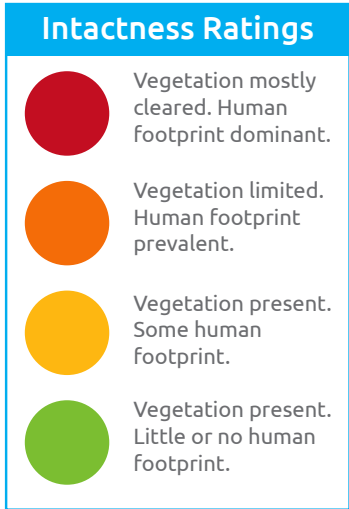 Intactness Ratings
Vegetation mostly
cleared. Human
footprint dominant.
Vegetation limited.
Human footprint
prevalent.
Vegetation present.
Some human
footprint.
Vegetation present.
Little or no human
footprint.